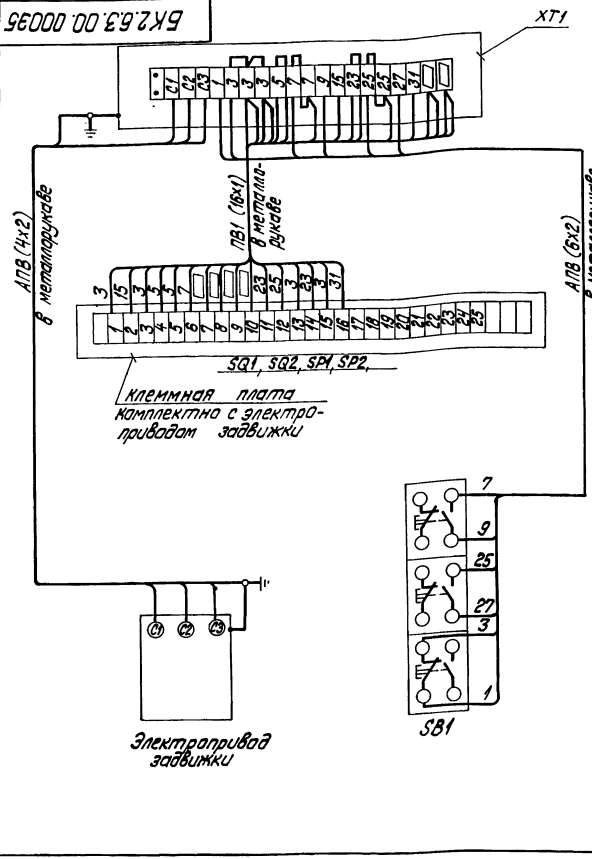 БК2.6.3.00.00035
XT1
C1 C2 C3 1 3 3 3 5 7 7 9 15 23 25 25 27 31
АПВ (4х2)
в металлорукаве
ПВ1 (16х1)
в металло-
рукаве
АПВ (6х2)
3 15 3 5 5 7 23 25 3 23 3 31
1 2 3 4 5 6 7 8 9 10 11 12 13 14 15 16 17 18 19 20 21 22 23 24 25
SQ1, SQ2, SP1, SP2,
Клеммная плата
комплектно с электро-
приводом задвижки
7
9
25
27
3
1
SB1
C1 C2 C3
Электропривод
задвижки